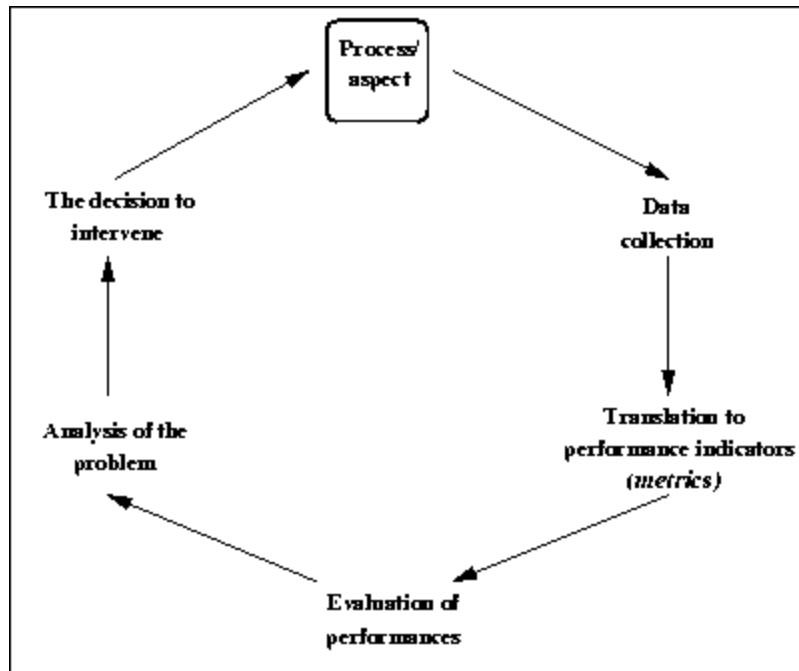 Process/
aspect
Data
collection
Translation to
performance indicators
(metrics)
Evaluation of
performances
Analysis of the
problem
The decision to
intervene